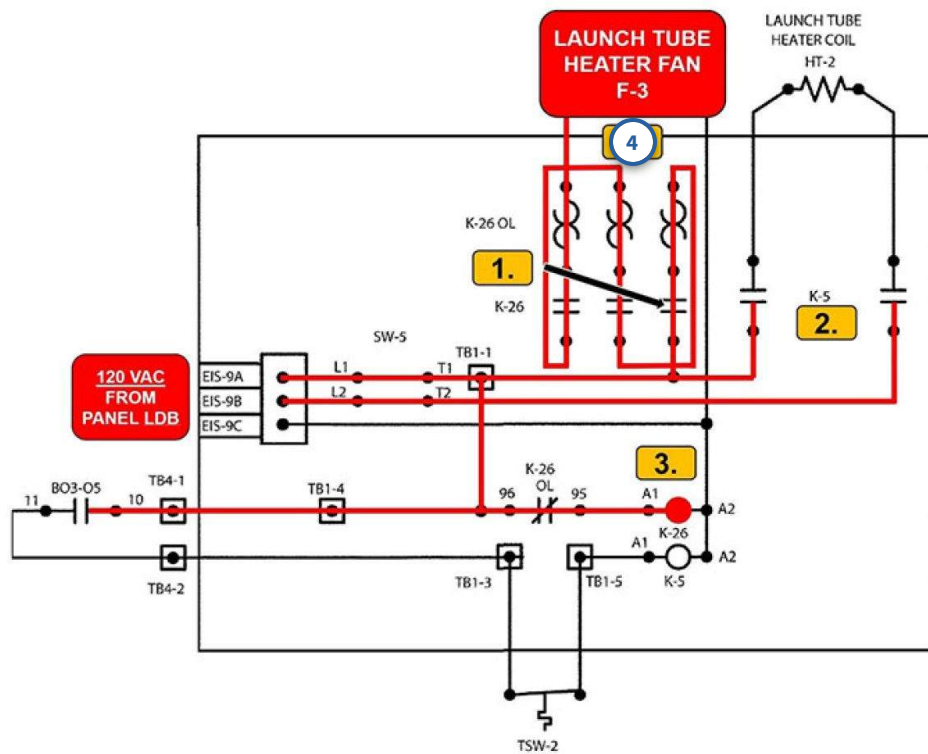 LAUNCH TUBE
HEATER FAN
F-3
LAUNCH TUBE
HEATER COIL
HT-2
4
K-26 OL
1.
K-26
K-5
2.
SW-5
TB1-1
120 VAC
FROM
PANEL LDB
EIS-9A
L1
T1
EIS-9B
L2
T2
EIS-9C
3.
K-26
OL
11
BO3-O5
10
TB4-1
TB1-4
96
95
A1
A2
K-26
TB4-2
TB1-3
TB1-5
A1
K-5
A2
TSW-2